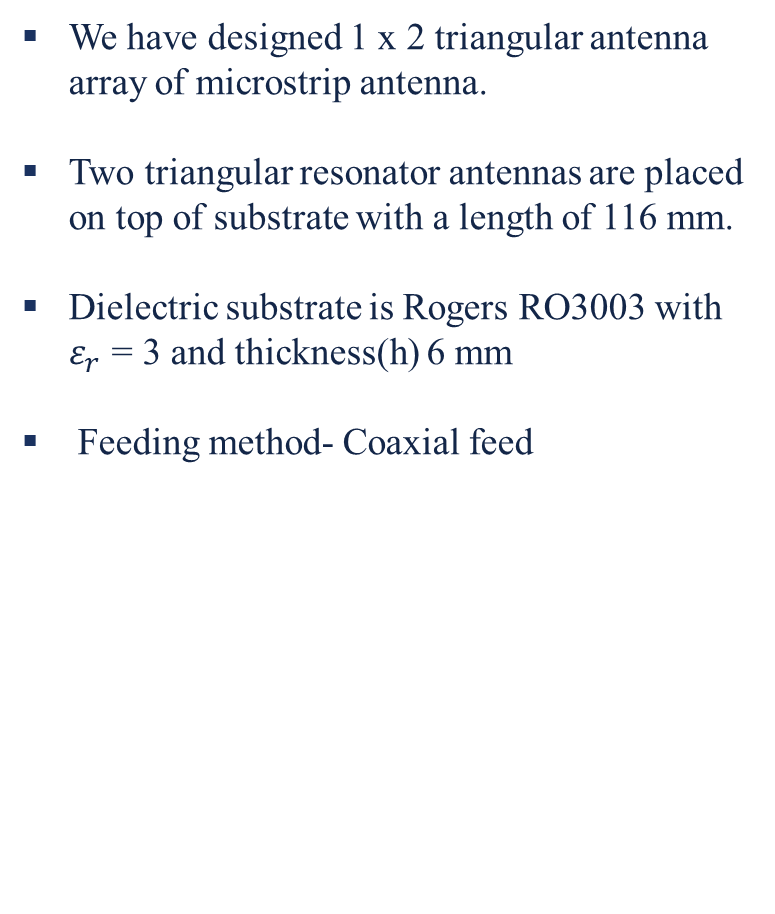 ▪ We have designed 1 x 2 triangular antenna
array of microstrip antenna.
▪ Two triangular resonator antennas are placed
on top of substrate with a length of 116 mm.
▪ Dielectric substrate is Rogers RO3003 with
𝜀𝑟 = 3 and thickness(h) 6 mm
▪ Feeding method- Coaxial feed